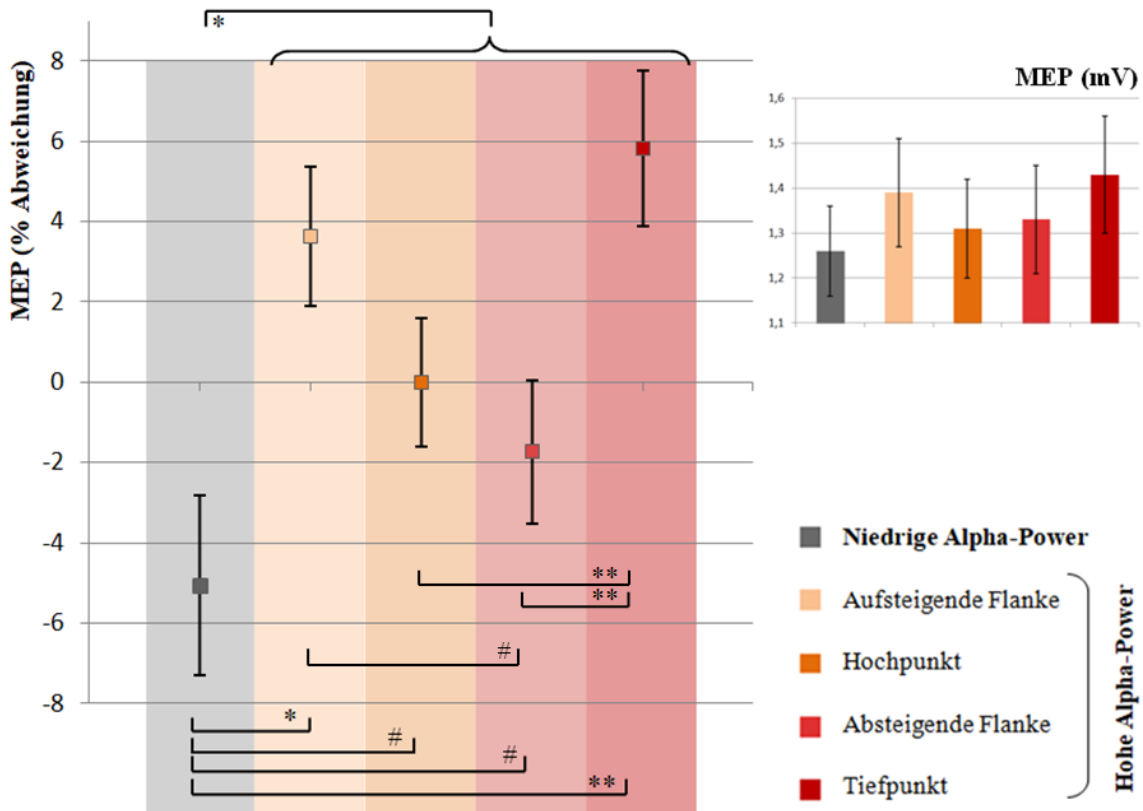 *
MEP (% Abweichung)
8
6
4
2
0
-2
-4
-6
-8
**
**
#
*
#
#
**
MEP (mV)
1,6
1,5
1,4
1,3
1,2
1,1
Niedrige Alpha-Power
Aufsteigende Flanke
Hochpunkt
Absteigende Flanke
Tiefpunkt
Hohe Alpha-Power